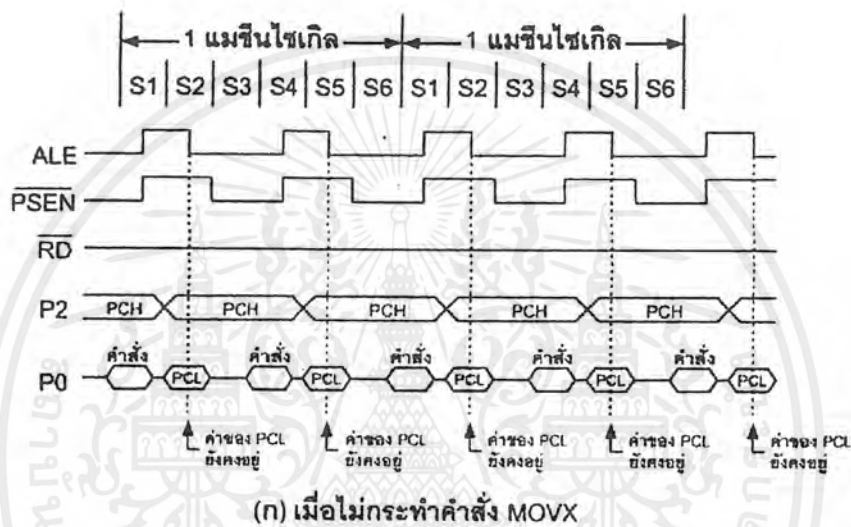 1 แมชีนไซเกิล 1 แมชีนไซเกิล
S1 S2 S3 S4 S5 S6 S1 S2 S3 S4 S5 S6
ALE
PSEN
RD
P2 PCH PCH PCH PCH PCH
คำสั่ง คำสั่ง คำสั่ง คำสั่ง คำสั่ง
P0 PCL PCL PCL PCL PCL
ค่าของ PCL ค่าของ PCL ค่าของ PCL ค่าของ PCL ค่าของ PCL
ยังคงอยู่ ยังคงอยู่ ยังคงอยู่ ยังคงอยู่ ยังคงอยู่
(ก) เมื่อไม่กระทำคำสั่ง MOVX